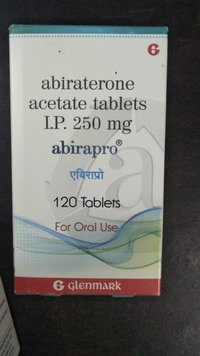 abiraterone
acetate tablets
I.P. 250 mg
abirapro®
एबिराप्रो
120 Tablets
For Oral Use
G glenmark